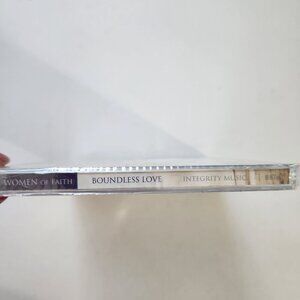 WOMEN OF FAITH BOUNDLESS LOVE INTEGRITY MUSIC